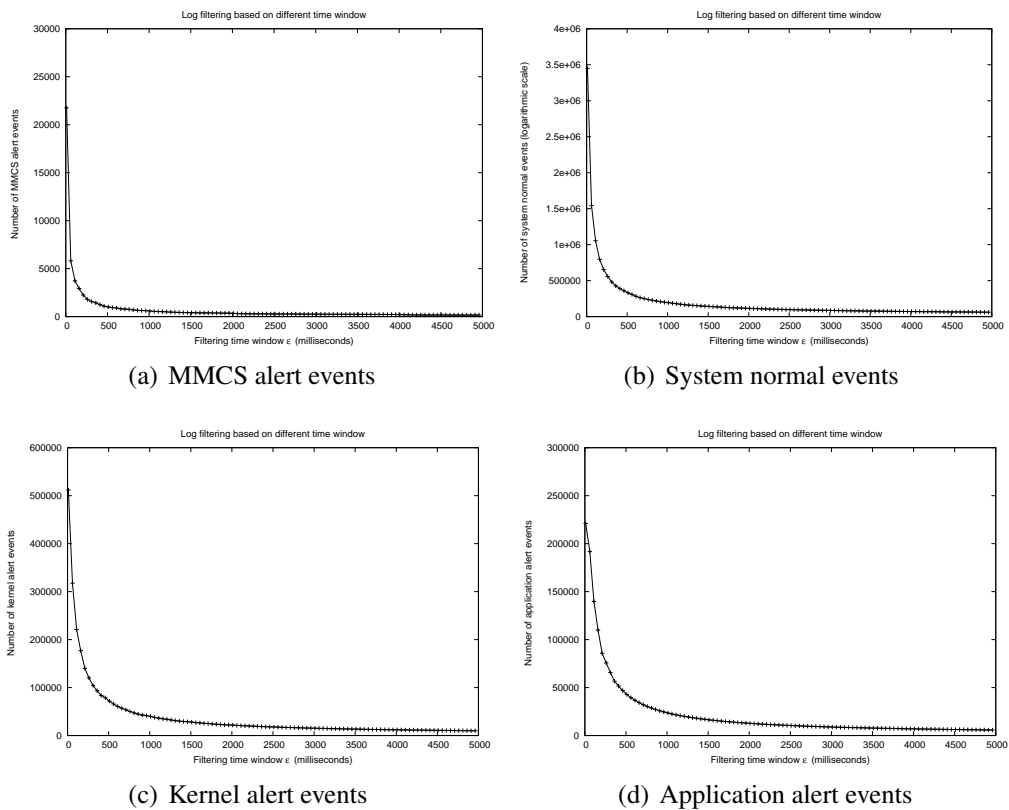 Log filtering based on different time window
30000
25000
20000
15000
10000
5000
0
Number of MMCS alert events
0 500 1000 1500 2000 2500 3000 3500 4000 4500 5000
Filtering time window ε (milliseconds)
(a) MMCS alert events
Log filtering based on different time window
4e+06
3.5e+06
3e+06
2.5e+06
2e+06
1.5e+06
1e+06
500000
0
Number of system normal events (logarithmic scale)
0 500 1000 1500 2000 2500 3000 3500 4000 4500 5000
Filtering time window ε (milliseconds)
(b) System normal events
Log filtering based on different time window
600000
500000
400000
300000
200000
100000
0
Number of kernel alert events
0 500 1000 1500 2000 2500 3000 3500 4000 4500 5000
Filtering time window ε (milliseconds)
(c) Kernel alert events
Log filtering based on different time window
300000
250000
200000
150000
100000
50000
0
Number of application alert events
0 500 1000 1500 2000 2500 3000 3500 4000 4500 5000
Filtering time window ε (milliseconds)
(d) Application alert events